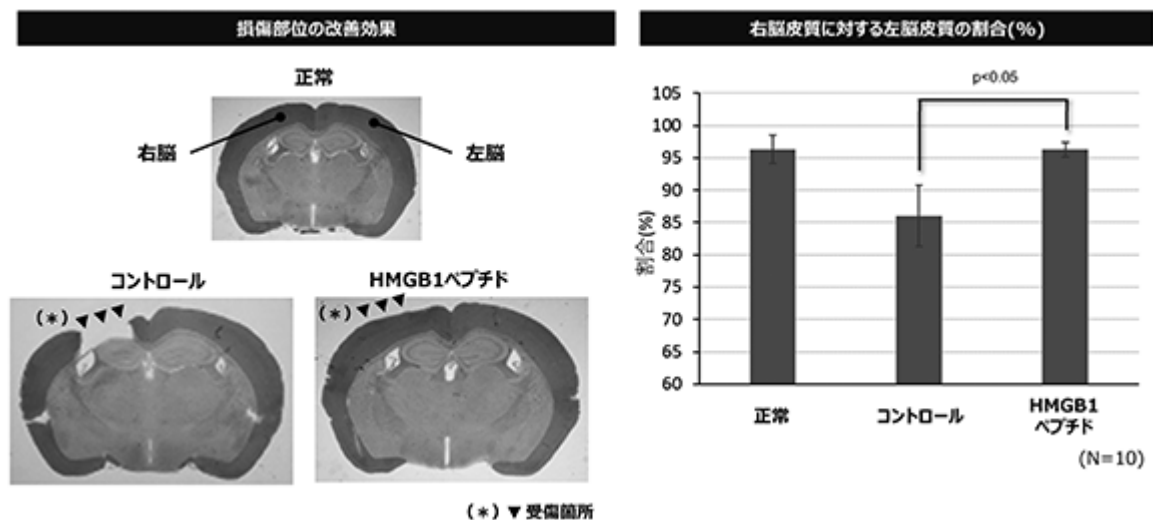 損傷部位の改善効果
正常
右脳
左脳
コントロール
HMGB1ペプチド
(*)
(*)
(*) ▼ 受傷箇所
右脳皮質に対する左脳皮質の割合(%)
p<0.05
割合(%)
105
100
95
90
85
80
75
70
65
60
正常
コントロール
HMGB1
ペプチド
(N=10)